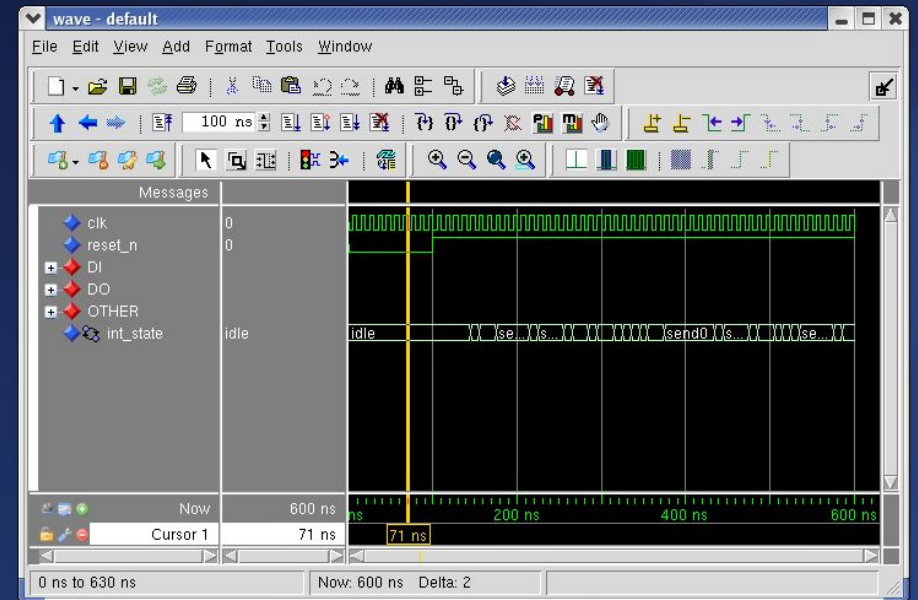 wave - default
File Edit View Add Format Tools Window
100 ns
Messages
clk 0
reset_n 0
DI
DO
OTHER
int_state idle idle se... s... send0 s... se...
Now 600 ns ns 200 ns 400 ns 600 ns
Cursor 1 71 ns 71 ns
0 ns to 630 ns Now: 600 ns Delta: 2